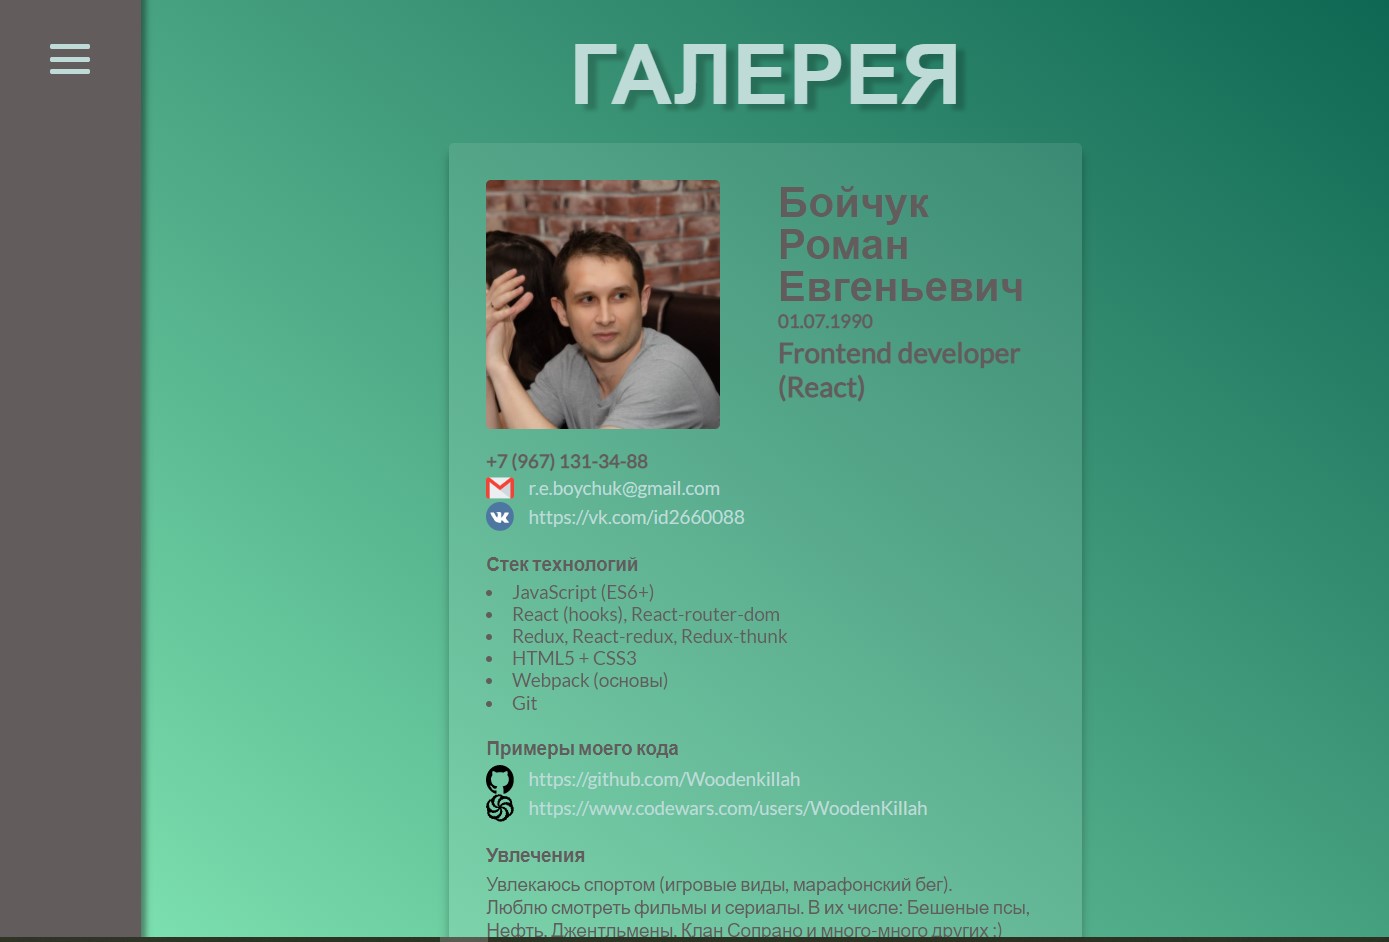 ГАЛЕРЕЯ
Бойчук
Роман
Евгеньевич
01.07.1990
Frontend developer
(React)
+7 (967) 131-34-88
r.e.boychuk@gmail.com
https://vk.com/id2660088
Стек технологий
• JavaScript (ES6+)
• React (hooks), React-router-dom
• Redux, React-redux, Redux-thunk
• HTML5 + CSS3
• Webpack (основы)
• Git
Примеры моего кода
https://github.com/Woodenkillah
https://www.codewars.com/users/WoodenKillah
Увлечения
Увлекаюсь спортом (игровые виды, марафонский бег).
Люблю смотреть фильмы и сериалы. В их числе: Бешеные псы,
Нефть, Джентльмены, Клан Сопрано и много-много других :)